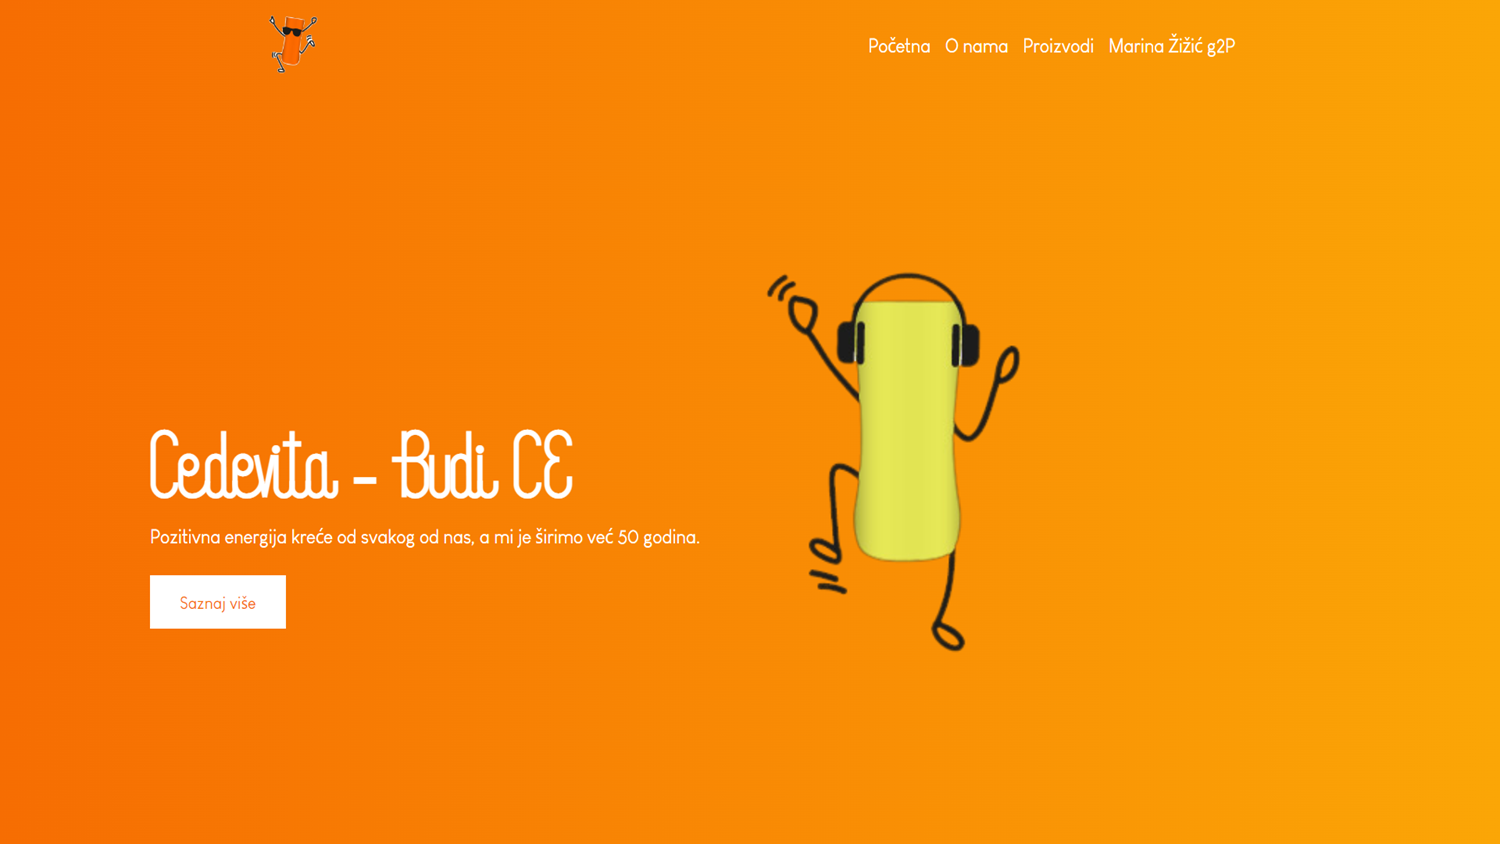 Početna O nama Proizvodi Marina Žižić g2P
Cedevita - Budi CE
Pozitivna energija kreće od svakog od nas, a mi je širimo već 50 godina.
Saznaj više